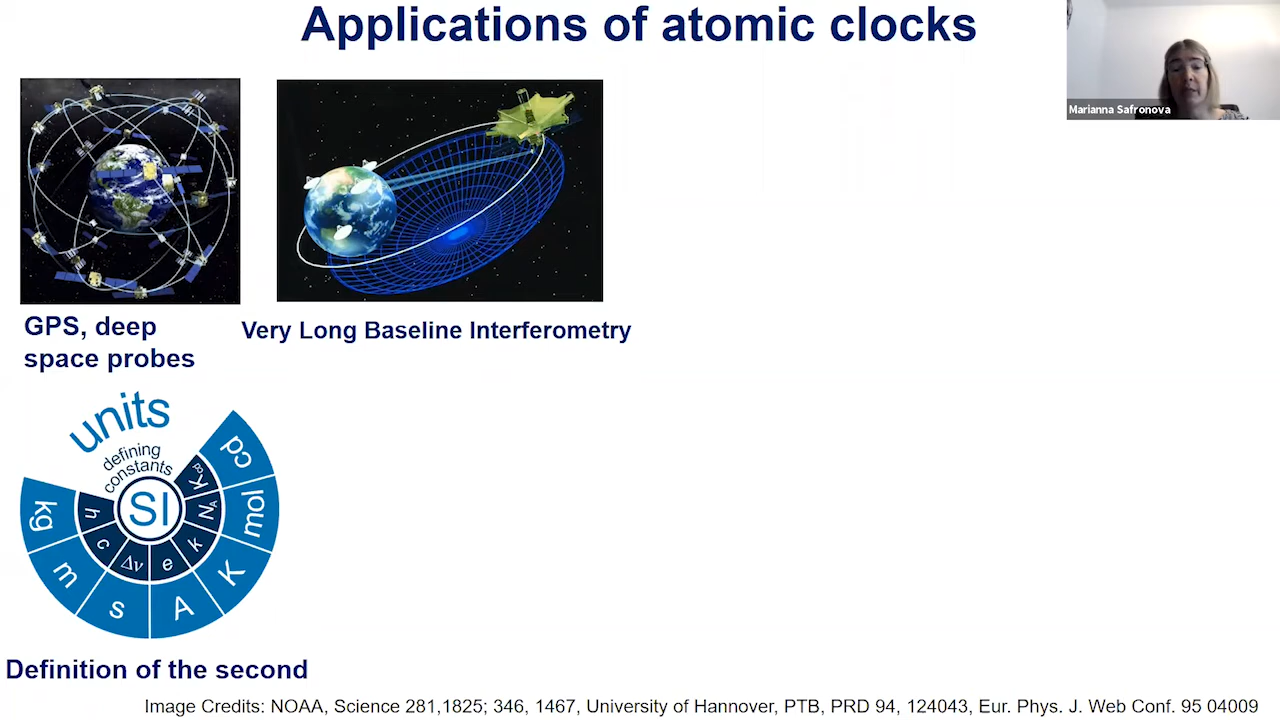 Applications of atomic clocks
Marianna Safronova
GPS, deep
space probes
Very Long Baseline Interferometry
units
defining
constants
SI
kg
m
s
A
K
mol
cd
h
c
Δν
e
k
NA
Kcd
Definition of the second
Image Credits: NOAA, Science 281,1825; 346, 1467, University of Hannover, PTB, PRD 94, 124043, Eur. Phys. J. Web Conf. 95 04009